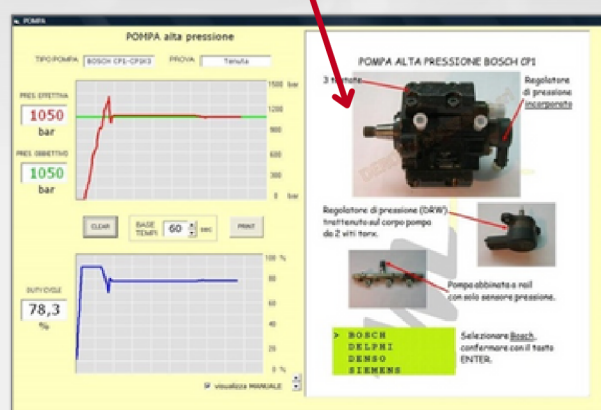 POMPA
POMPA alta pressione
TIPO POMPA BOSCH CP1-CP1K3 PROVA Tenuta
PRES. EFFETTIVA
1050
bar
PRES. OBBIETTIVO
1050
bar
1500 bar
1200
900
600
300
0 bar
CLEAR
BASE
TEMPI
60
sec
PRINT
DUTY CYCLE
78,3
%
100 %
80
60
40
20
0 %
visualizza MANUALE
POMPA ALTA PRESSIONE BOSCH CP1
3 testate
Regolatore
di pressione
incorporato
Regolatore di pressione (DRW)
trattenuto sul corpo pompa
da 2 viti torx.
Pompa abbinata a rail
con solo sensore pressione.
> BOSCH
DELPHI
DENSO
SIEMENS
Selezionare Bosch,
confermare con il tasto
ENTER.